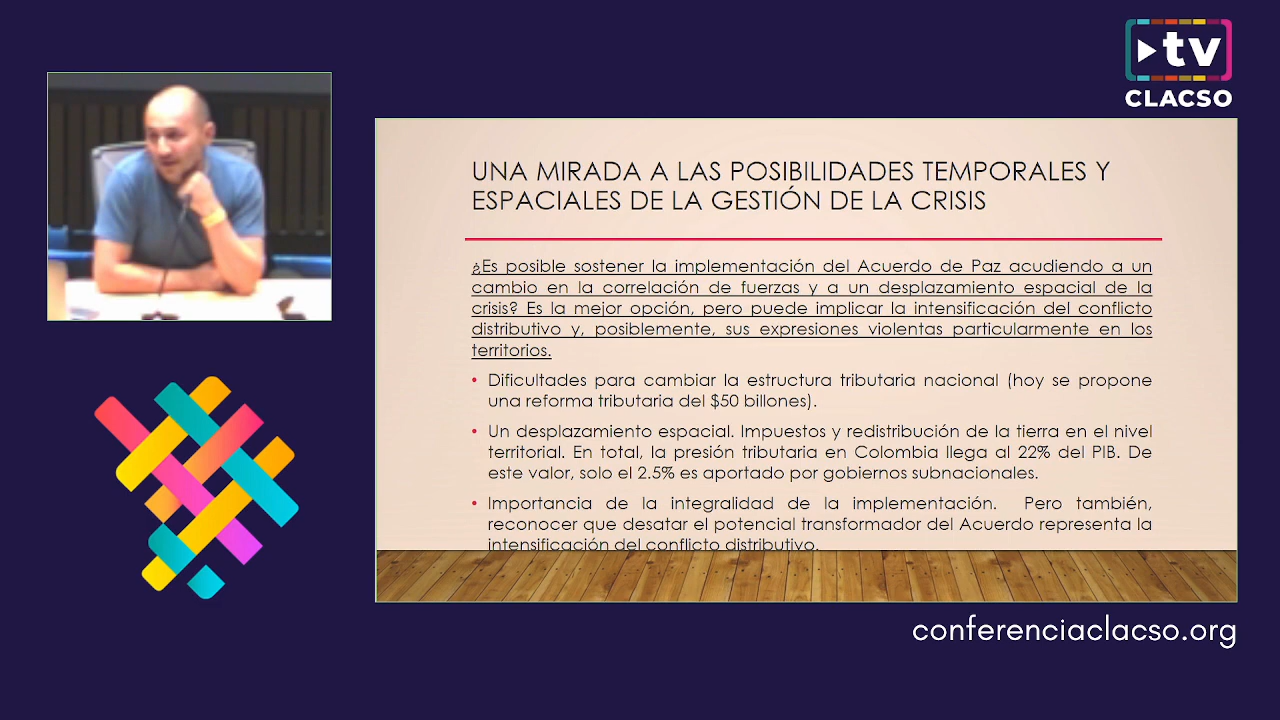 tv
CLACSO
UNA MIRADA A LAS POSIBILIDADES TEMPORALES Y
ESPACIALES DE LA GESTIÓN DE LA CRISIS
¿Es posible sostener la implementación del Acuerdo de Paz acudiendo a un
cambio en la correlación de fuerzas y a un desplazamiento espacial de la
crisis? Es la mejor opción, pero puede implicar la intensificación del conflicto
distributivo y, posiblemente, sus expresiones violentas particularmente en los
territorios.
• Dificultades para cambiar la estructura tributaria nacional (hoy se propone
una reforma tributaria del $50 billones).
• Un desplazamiento espacial. Impuestos y redistribución de la tierra en el nivel
territorial. En total, la presión tributaria en Colombia llega al 22% del PIB. De
este valor, solo el 2.5% es aportado por gobiernos subnacionales.
• Importancia de la integralidad de la implementación. Pero también,
reconocer que desatar el potencial transformador del Acuerdo representa la
intensificación del conflicto distributivo.
conferenciaclacso.org